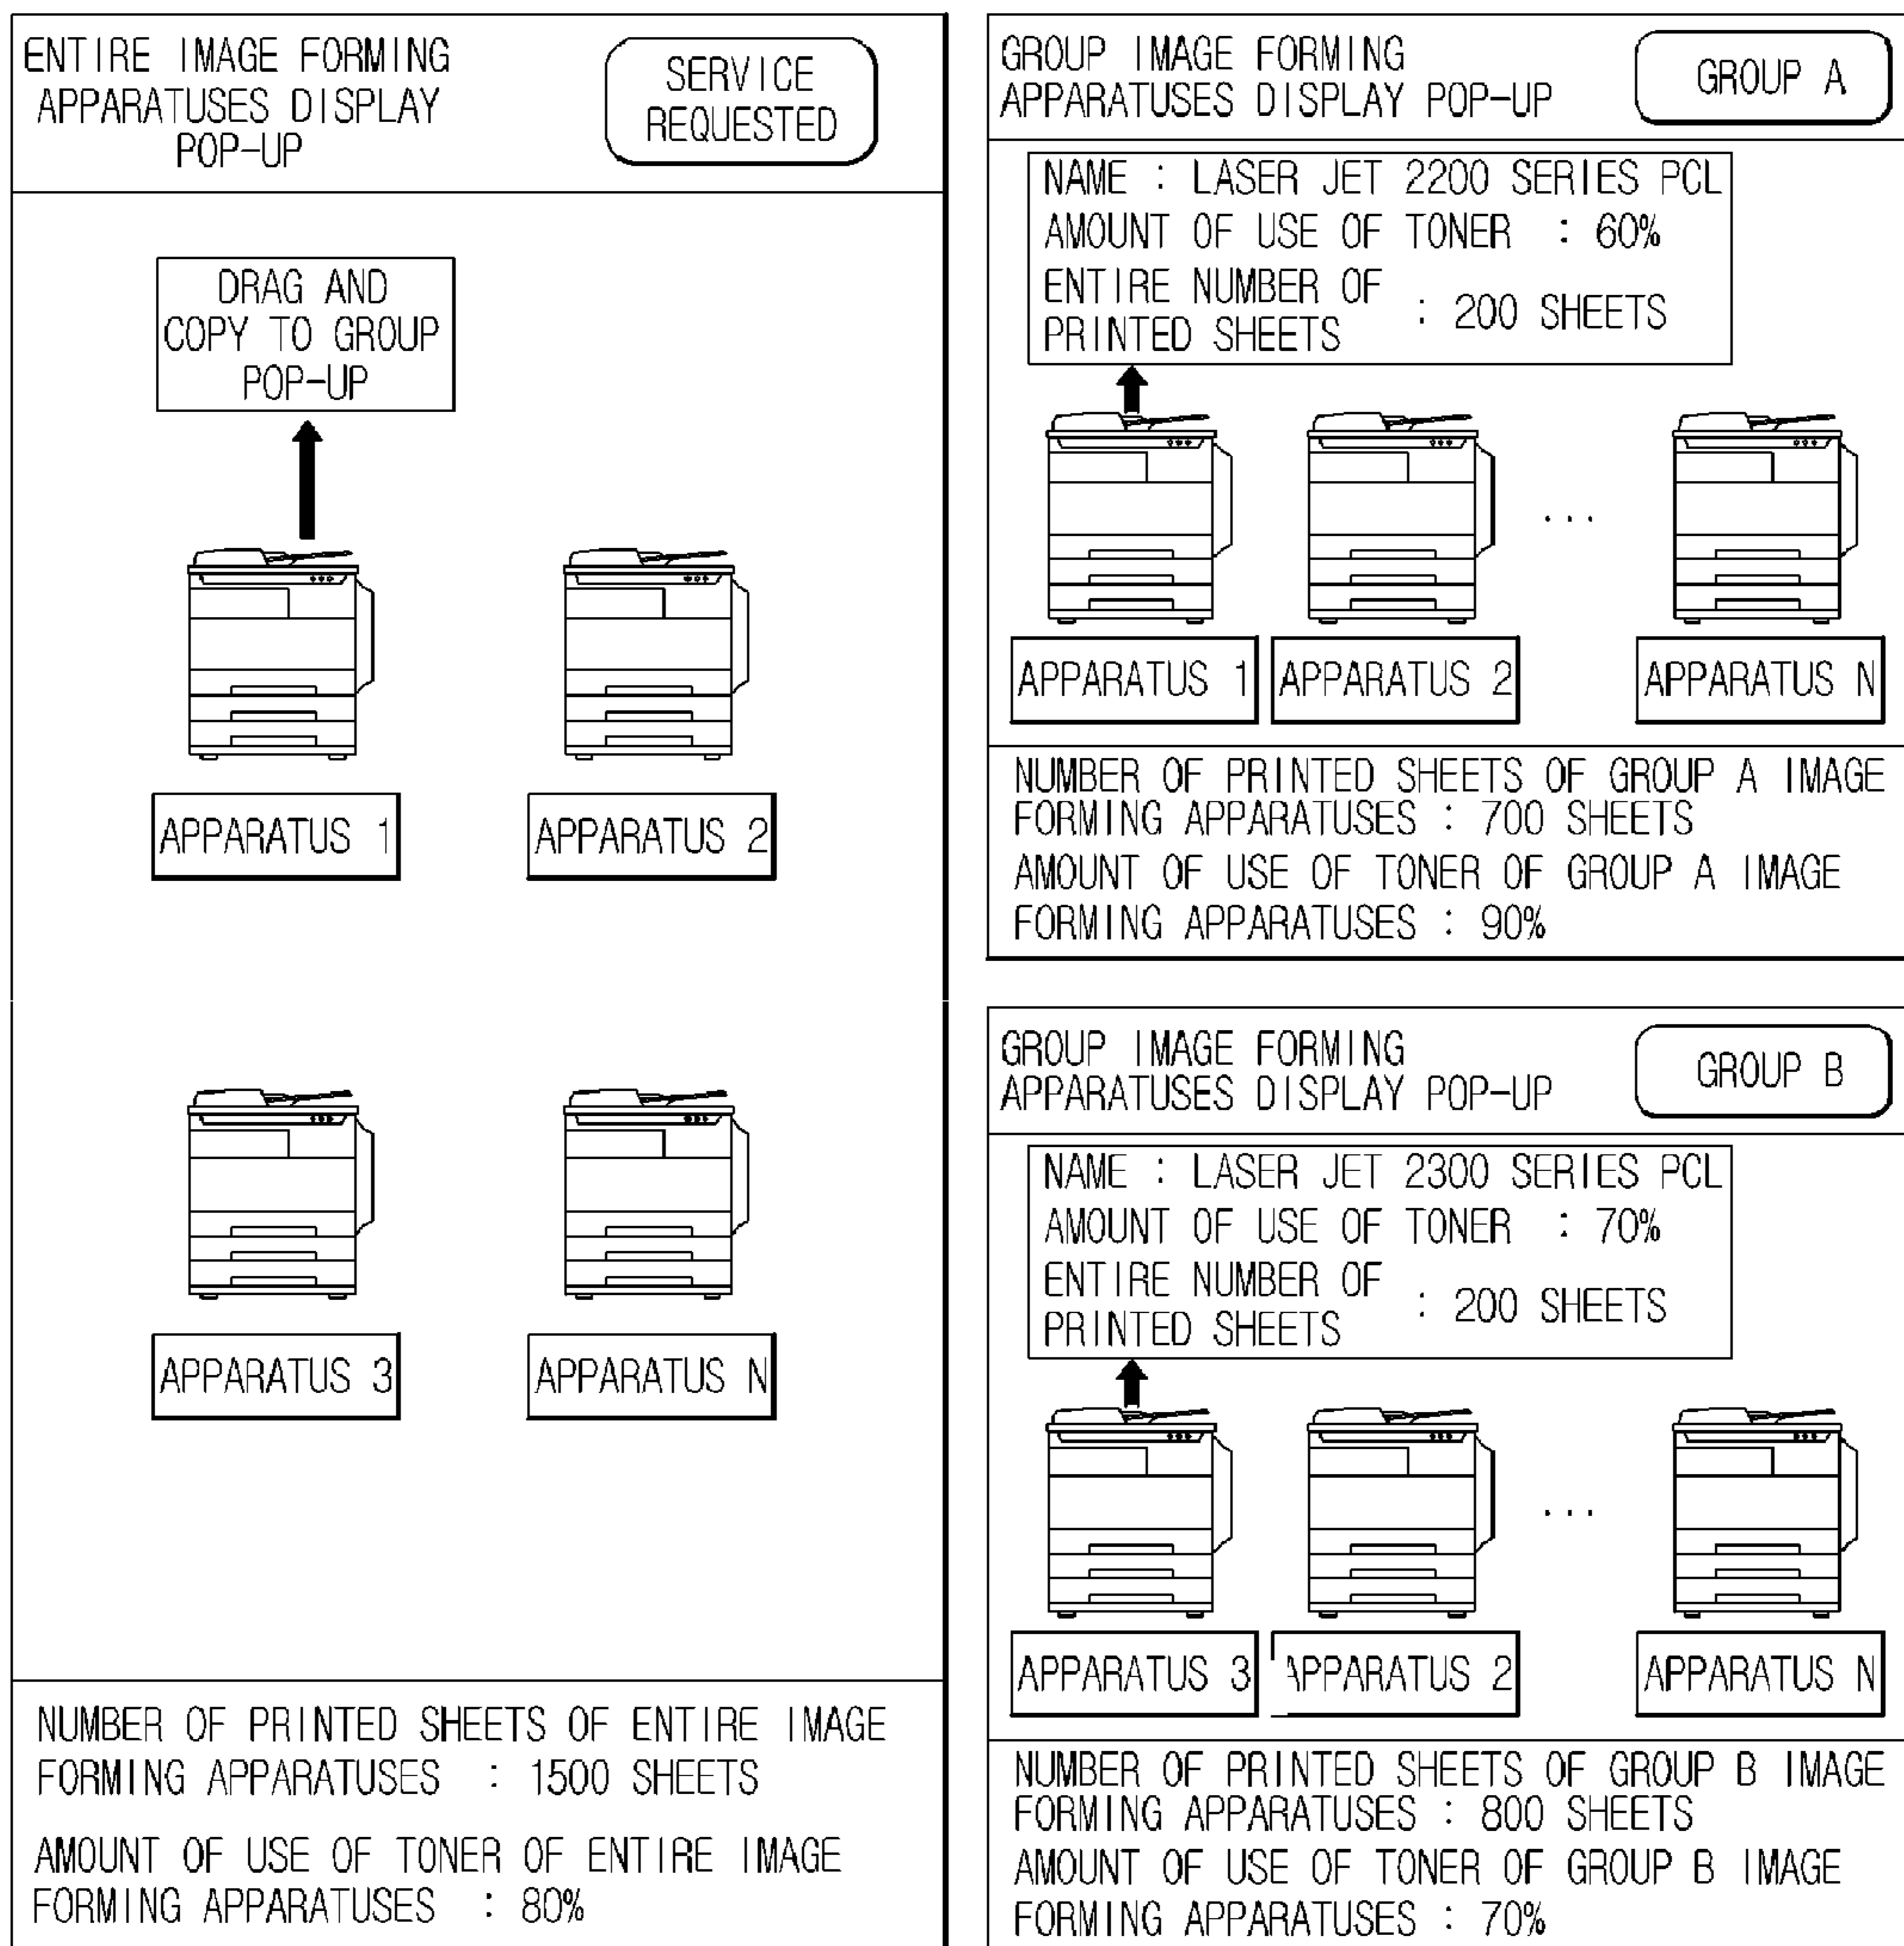 ENTIRE IMAGE FORMING
APPARATUSES DISPLAY
POP-UP
SERVICE
REQUESTED
DRAG AND
COPY TO GROUP
POP-UP
APPARATUS 1
APPARATUS 2
APPARATUS 3
APPARATUS N
NUMBER OF PRINTED SHEETS OF ENTIRE IMAGE
FORMING APPARATUSES : 1500 SHEETS
AMOUNT OF USE OF TONER OF ENTIRE IMAGE
FORMING APPARATUSES : 80%
GROUP IMAGE FORMING
APPARATUSES DISPLAY POP-UP
GROUP A
NAME : LASER JET 2200 SERIES PCL
AMOUNT OF USE OF TONER : 60%
ENTIRE NUMBER OF
PRINTED SHEETS : 200 SHEETS
APPARATUS 1
APPARATUS 2
...
APPARATUS N
NUMBER OF PRINTED SHEETS OF GROUP A IMAGE
FORMING APPARATUSES : 700 SHEETS
AMOUNT OF USE OF TONER OF GROUP A IMAGE
FORMING APPARATUSES : 90%
GROUP IMAGE FORMING
APPARATUSES DISPLAY POP-UP
GROUP B
NAME : LASER JET 2300 SERIES PCL
AMOUNT OF USE OF TONER : 70%
ENTIRE NUMBER OF
PRINTED SHEETS : 200 SHEETS
APPARATUS 3
APPARATUS 2
...
APPARATUS N
NUMBER OF PRINTED SHEETS OF GROUP B IMAGE
FORMING APPARATUSES : 800 SHEETS
AMOUNT OF USE OF TONER OF GROUP B IMAGE
FORMING APPARATUSES : 70%